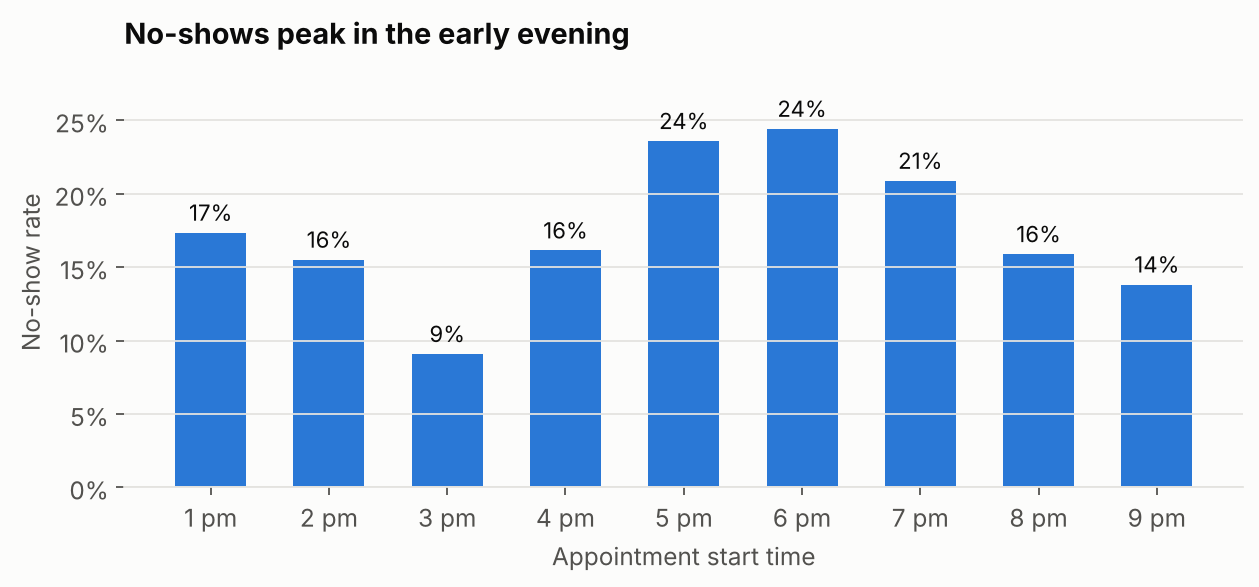 No-shows peak in the early evening
No-show rate
25%
20%
15%
10%
5%
0%
17%
16%
9%
16%
24%
24%
21%
16%
14%
1 pm
2 pm
3 pm
4 pm
5 pm
6 pm
7 pm
8 pm
9 pm
Appointment start time